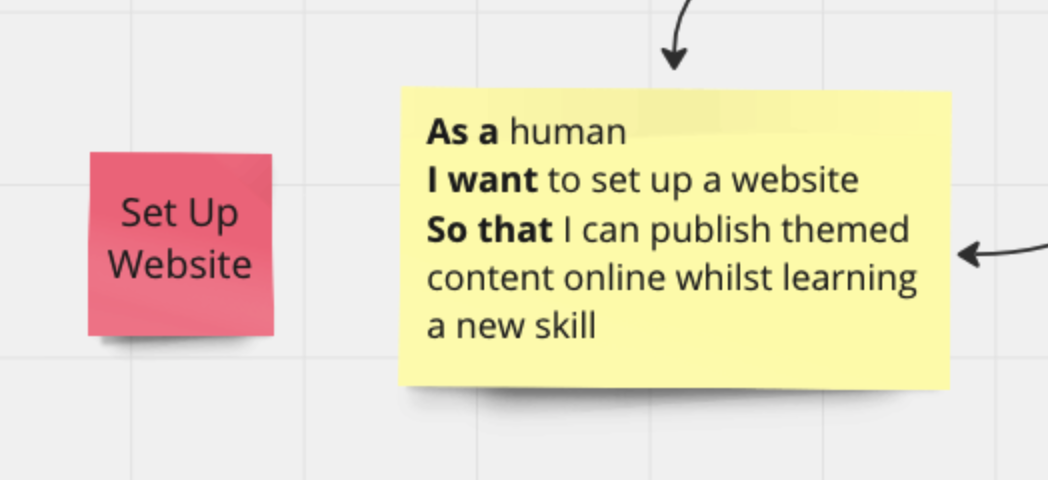 Set Up
Website
As a human
I want to set up a website
So that I can publish themed
content online whilst learning
a new skill